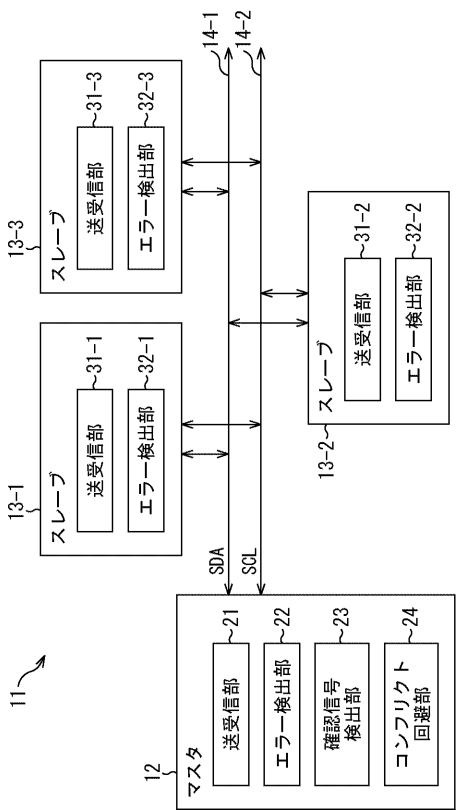 11
12
マスタ
送受信部
21
エラー検出部
22
確認信号
検出部
23
コンフリクト
回避部
24
SDA
SCL
14-1
14-2
13-1
スレーブ
送受信部
31-1
エラー検出部
32-1
13-2
スレーブ
送受信部
31-2
エラー検出部
32-2
13-3
スレーブ
送受信部
31-3
エラー検出部
32-3